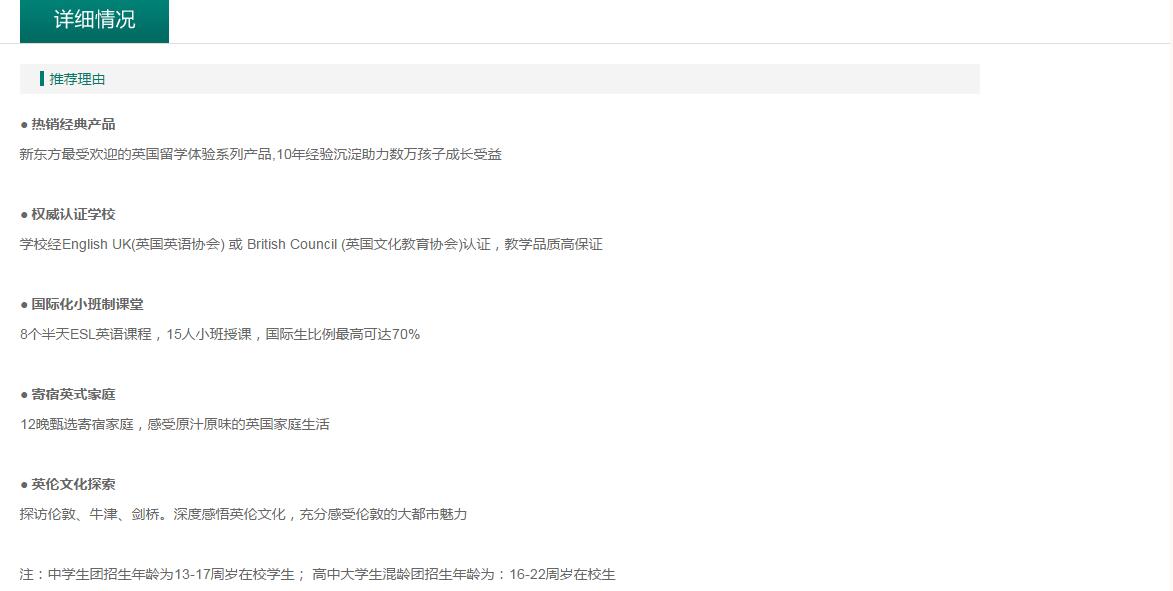 详细情况
推荐理由
● 热销经典产品
新东方最受欢迎的英国留学体验系列产品,10年经验沉淀助力数万孩子成长受益
● 权威认证学校
学校经English UK(英国英语协会) 或 British Council (英国文化教育协会)认证，教学品质高保证
● 国际化小班制课堂
8个半天ESL英语课程，15人小班授课，国际生比例最高可达70%
● 寄宿英式家庭
12晚甄选寄宿家庭，感受原汁原味的英国家庭生活
● 英伦文化探索
探访伦敦、牛津、剑桥。深度感悟英伦文化，充分感受伦敦的大都市魅力
注：中学生团招生年龄为13-17周岁在校学生； 高中大学生混龄团招生年龄为：16-22周岁在校生